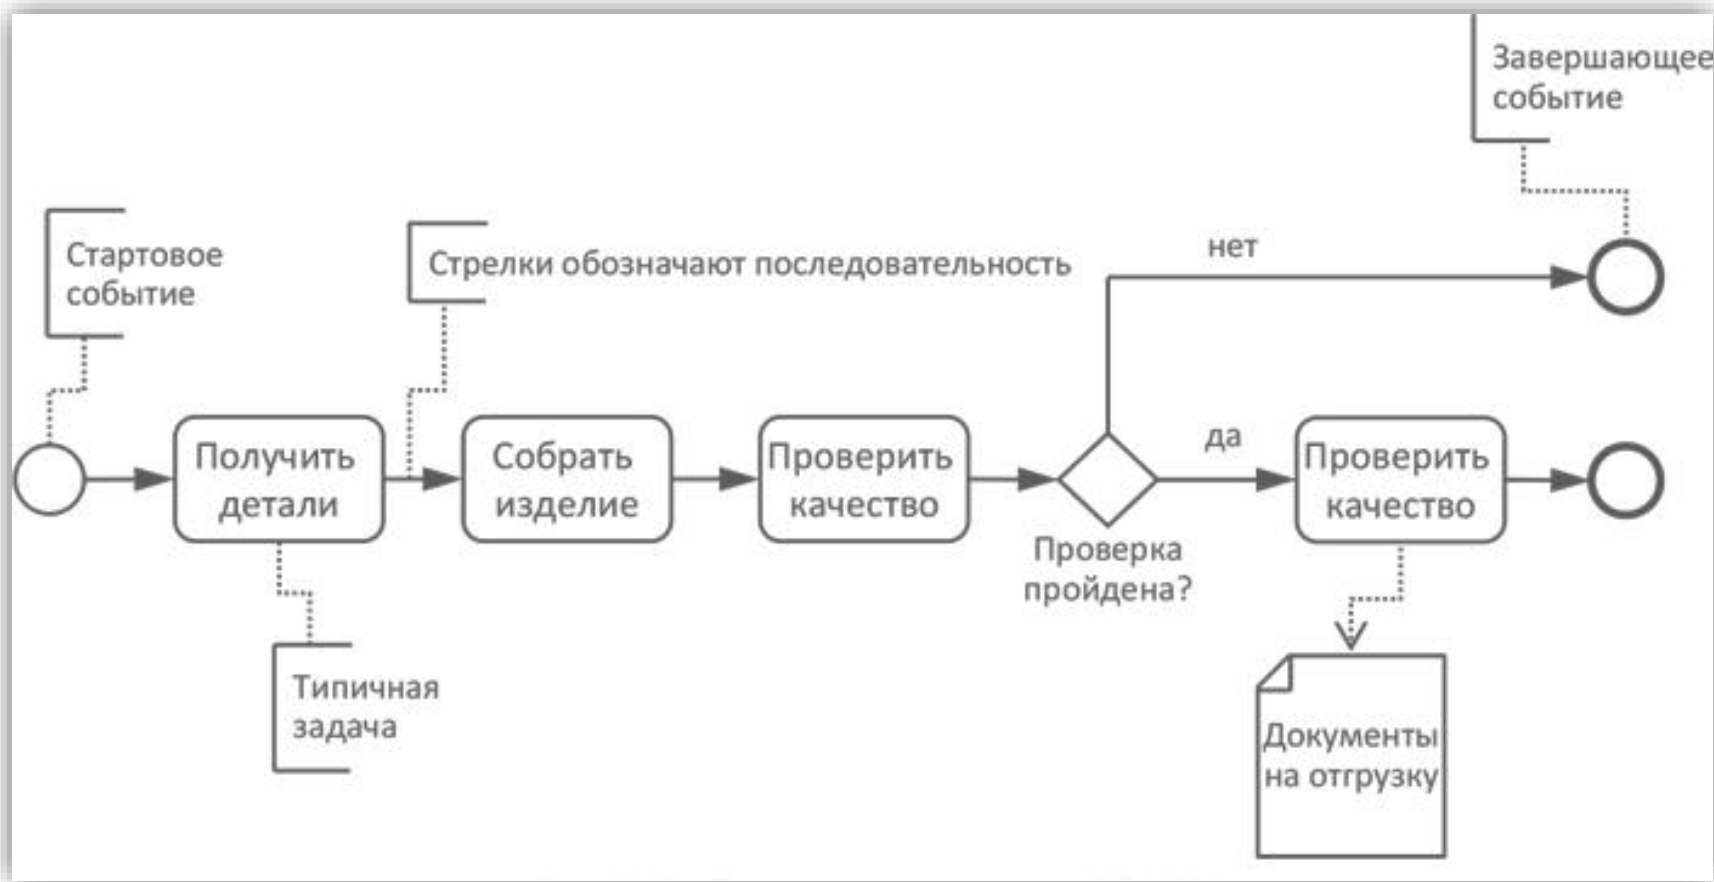 Завершающее
событие
Стартовое
событие
Стрелки обозначают последовательность
нет
Получить
детали
Собрать
изделие
Проверить
качество
да
Проверить
качество
Проверка
пройдена?
Типичная
задача
Документы
на отгрузку